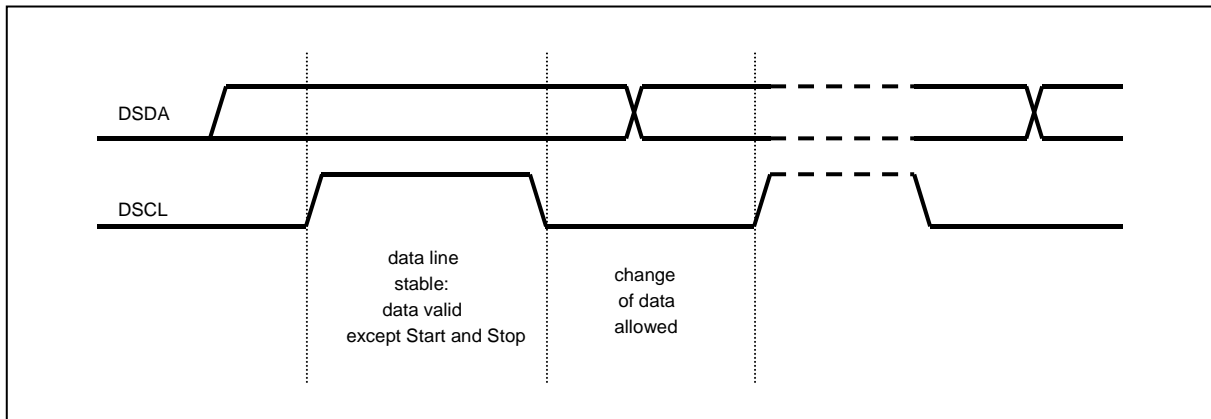 DSDA
DSCL
data line
stable:
data valid
except Start and Stop
change
of data
allowed